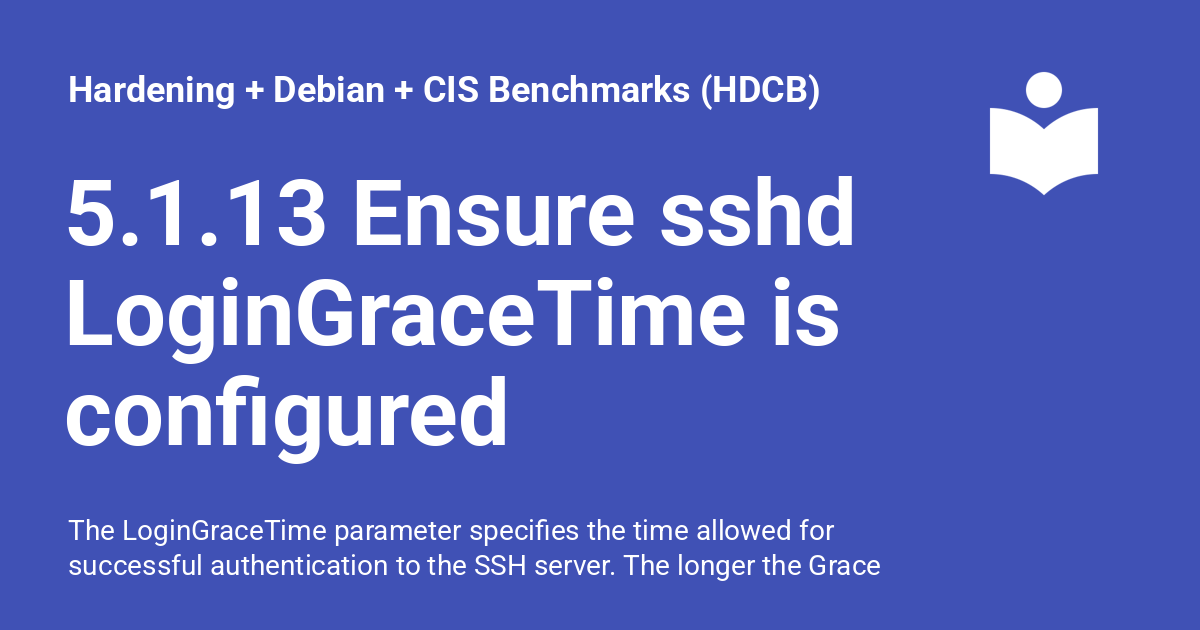 Hardening + Debian + CIS Benchmarks (HDCB)
5.1.13 Ensure sshd
LoginGraceTime is
configured
The LoginGraceTime parameter specifies the time allowed for
successful authentication to the SSH server. The longer the Grace